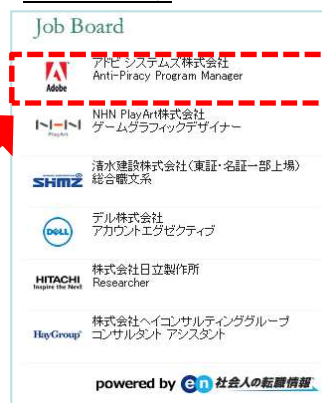 Job Board
アドビ システムズ株式会社
Anti-Piracy Program Manager
Adobe
NHN PlayArt株式会社
ゲームグラフィックデザイナー
NHN
PlayArt
清水建設株式会社(東証・名証一部上場)
総合職文系
SHMZ
デル株式会社
アカウントエグゼクティブ
DELL
株式会社日立製作所
Researcher
HITACHI
Inspire the Next
株式会社ヘイコンサルティンググループ
コンサルタント アシスタント
HayGroup
powered by en 社会人の転職情報